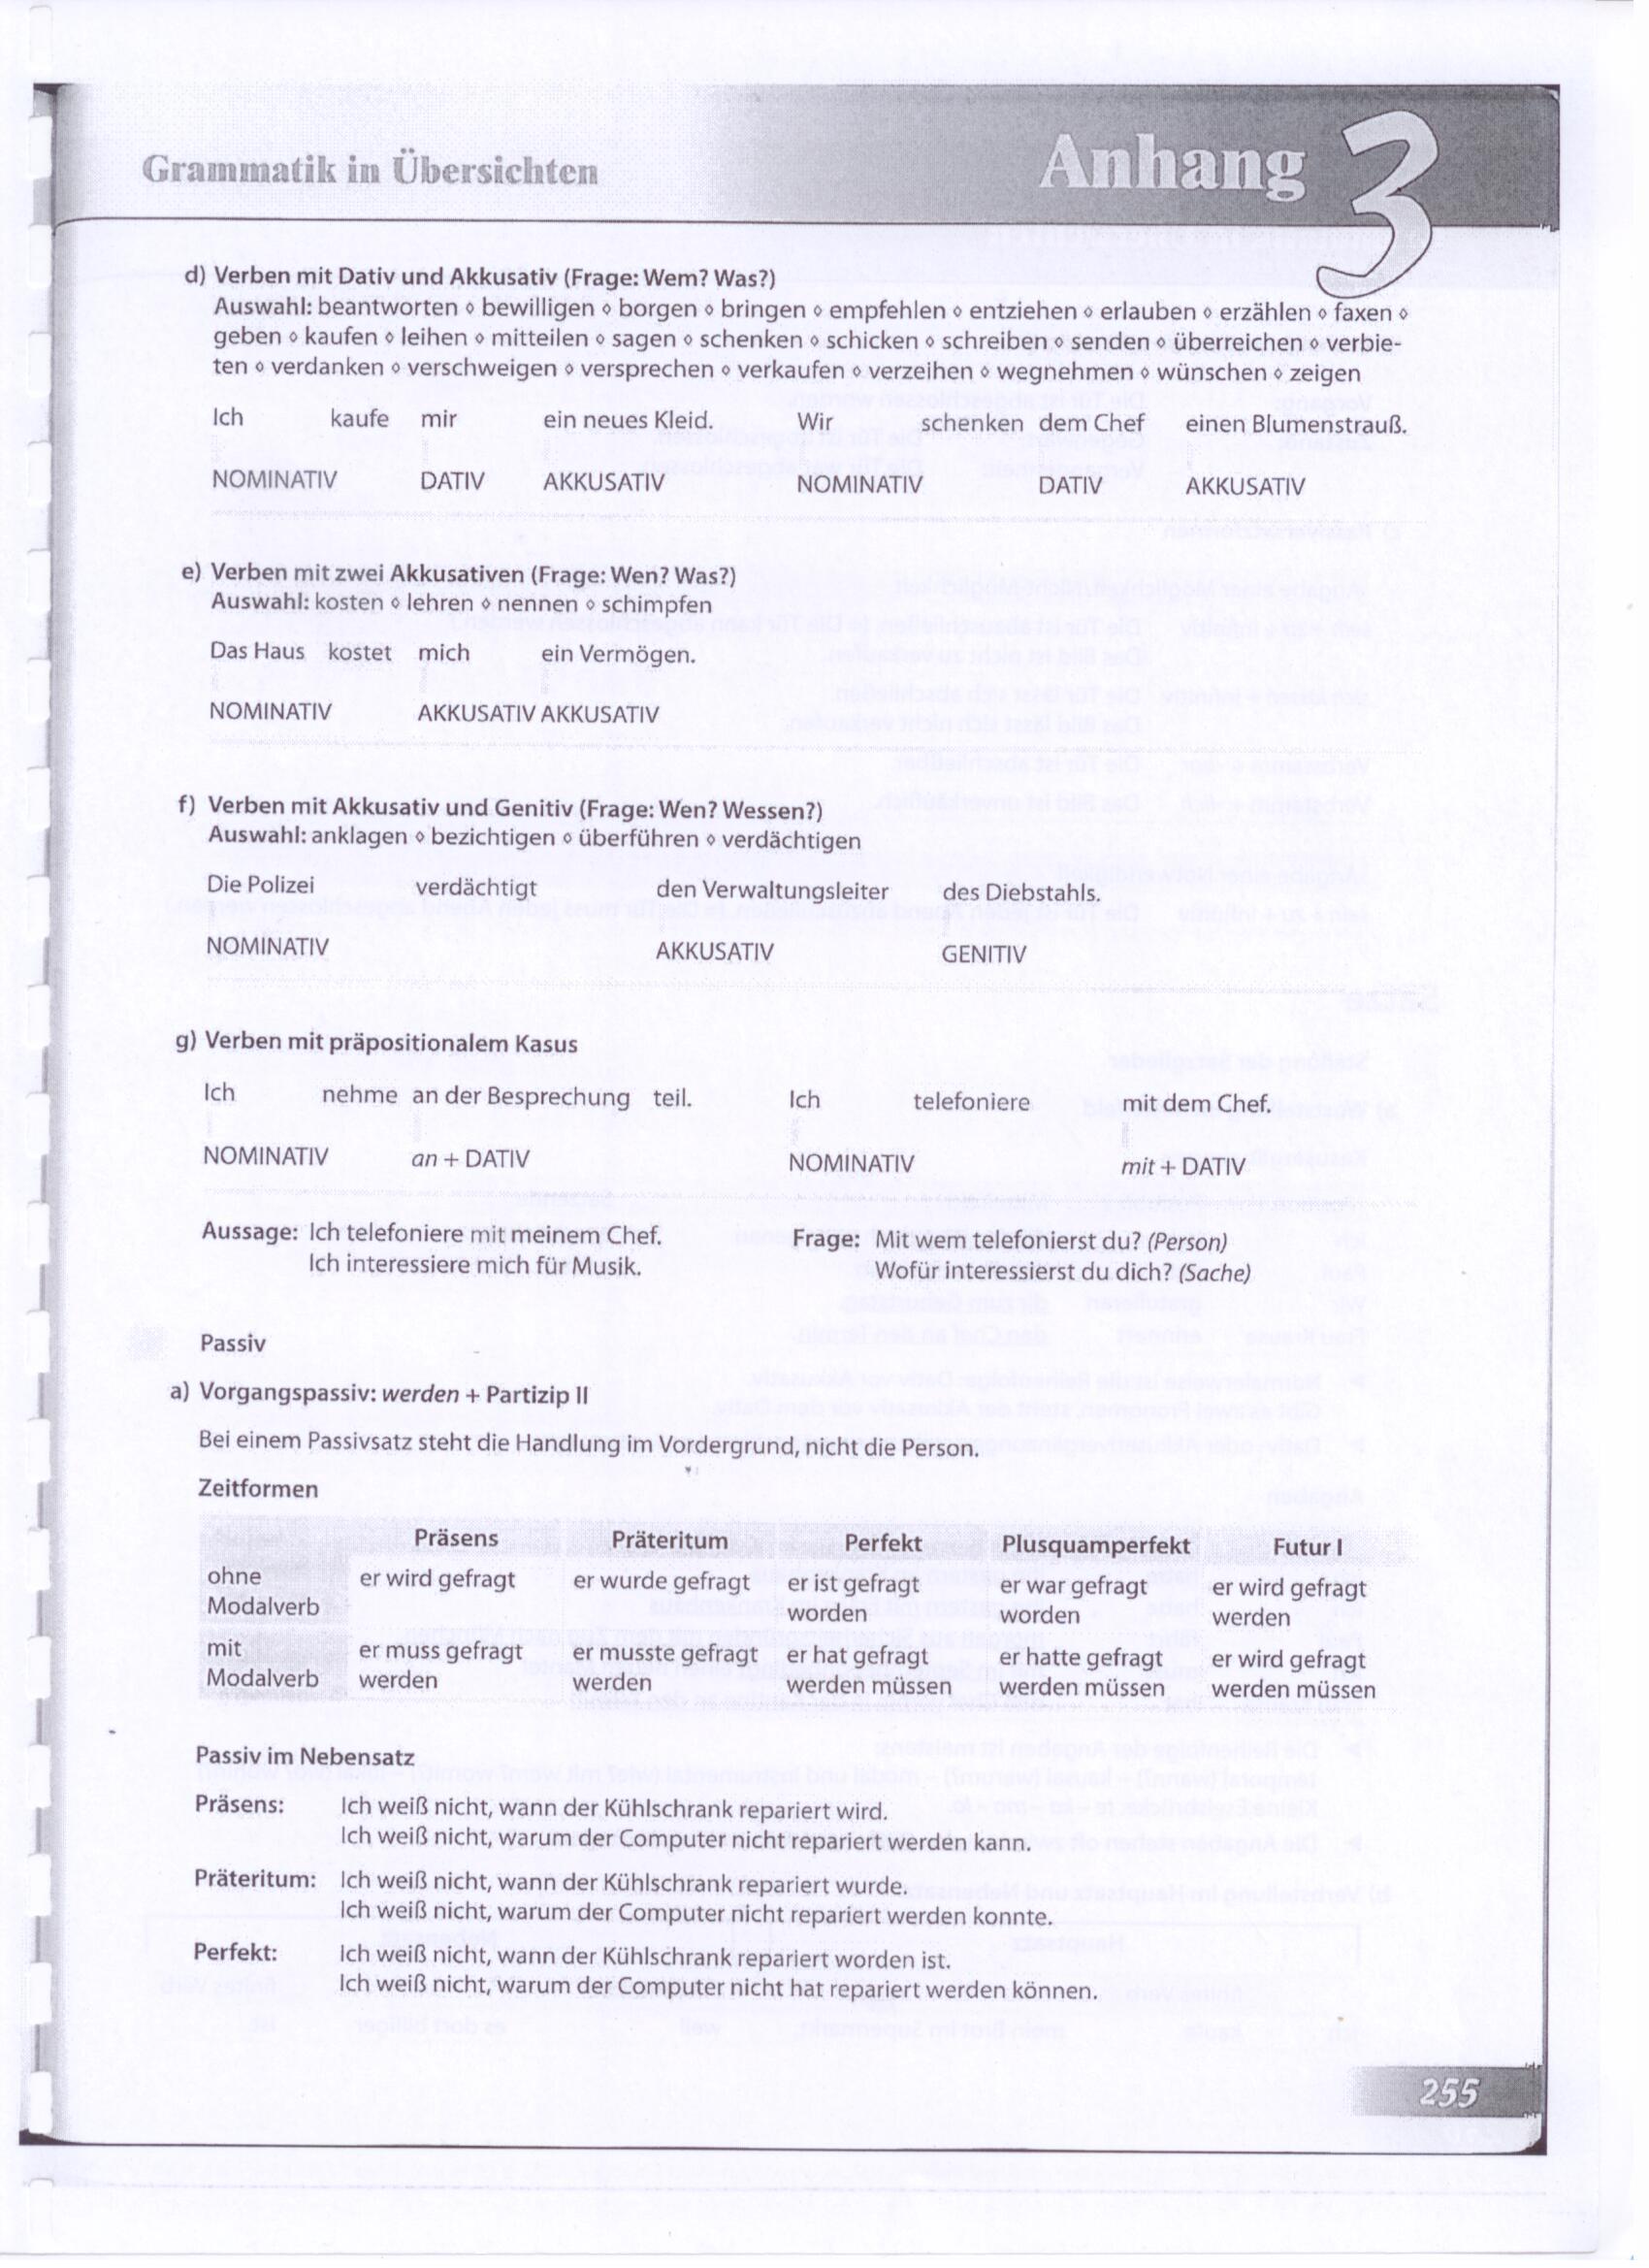 Grammatik in Übersichten
Anhang 3
d) Verben mit Dativ und Akkusativ (Frage: Wem? Was?)
Auswahl: beantworten ⋄ bewilligen ⋄ borgen ⋄ bringen ⋄ empfehlen ⋄ entziehen ⋄ erlauben ⋄ erzählen ⋄ faxen ⋄
geben ⋄ kaufen ⋄ leihen ⋄ mitteilen ⋄ sagen ⋄ schenken ⋄ schicken ⋄ schreiben ⋄ senden ⋄ überreichen ⋄ verbie-
ten ⋄ verdanken ⋄ verschweigen ⋄ versprechen ⋄ verkaufen ⋄ verzeihen ⋄ wegnehmen ⋄ wünschen ⋄ zeigen
Ich kaufe mir ein neues Kleid. Wir schenken dem Chef einen Blumenstrauß.
NOMINATIV DATIV AKKUSATIV NOMINATIV DATIV AKKUSATIV
e) Verben mit zwei Akkusativen (Frage: Wen? Was?)
Auswahl: kosten ⋄ lehren ⋄ nennen ⋄ schimpfen
Das Haus kostet mich ein Vermögen.
NOMINATIV AKKUSATIV AKKUSATIV
f) Verben mit Akkusativ und Genitiv (Frage: Wen? Wessen?)
Auswahl: anklagen ⋄ bezichtigen ⋄ überführen ⋄ verdächtigen
Die Polizei verdächtigt den Verwaltungsleiter des Diebstahls.
NOMINATIV AKKUSATIV GENITIV
g) Verben mit präpositionalem Kasus
Ich nehme an der Besprechung teil. Ich telefoniere mit dem Chef.
NOMINATIV an + DATIV NOMINATIV mit + DATIV
Aussage: Ich telefoniere mit meinem Chef. Frage: Mit wem telefonierst du? (Person)
Ich interessiere mich für Musik. Wofür interessierst du dich? (Sache)
Passiv
a) Vorgangspassiv: werden + Partizip II
Bei einem Passivsatz steht die Handlung im Vordergrund, nicht die Person.
Zeitformen
Präsens Präteritum Perfekt Plusquamperfekt Futur I
ohne er wird gefragt er wurde gefragt er ist gefragt er war gefragt er wird gefragt
Modalverb worden worden werden
mit er muss gefragt er musste gefragt er hat gefragt er hatte gefragt er wird gefragt
Modalverb werden werden werden müssen werden müssen werden müssen
Passiv im Nebensatz
Präsens: Ich weiß nicht, wann der Kühlschrank repariert wird.
Ich weiß nicht, warum der Computer nicht repariert werden kann.
Präteritum: Ich weiß nicht, wann der Kühlschrank repariert wurde.
Ich weiß nicht, warum der Computer nicht repariert werden konnte.
Perfekt: Ich weiß nicht, wann der Kühlschrank repariert worden ist.
Ich weiß nicht, warum der Computer nicht hat repariert werden können.
255